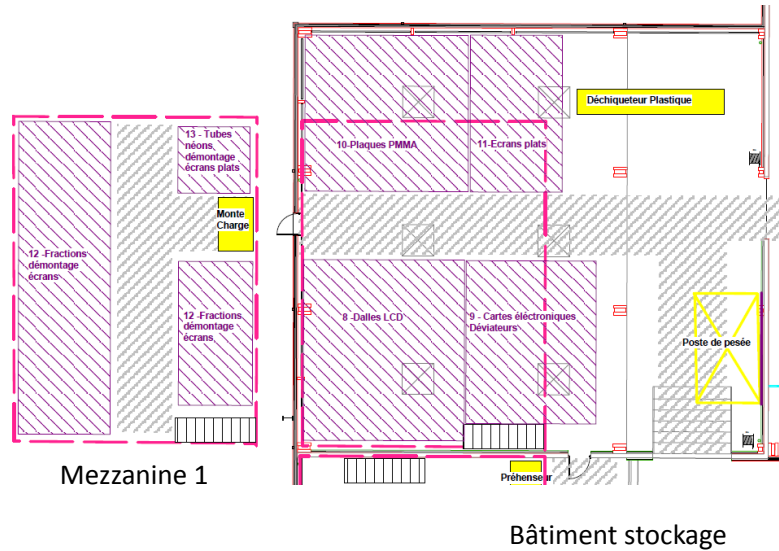 13 - Tubes
néons,
démontage
écrans plats
Monte
Charge
12 -Fractions
démontage
écrans
12 -Fractions
démontage
écrans
Mezzanine 1
Déchiqueteur Plastique
10-Plaques PMMA
11-Ecrans plats
8 -Dalles LCD
9 - Cartes éléctroniques
Déviateurs
Poste de pesée
Préhenseur
Bâtiment stockage